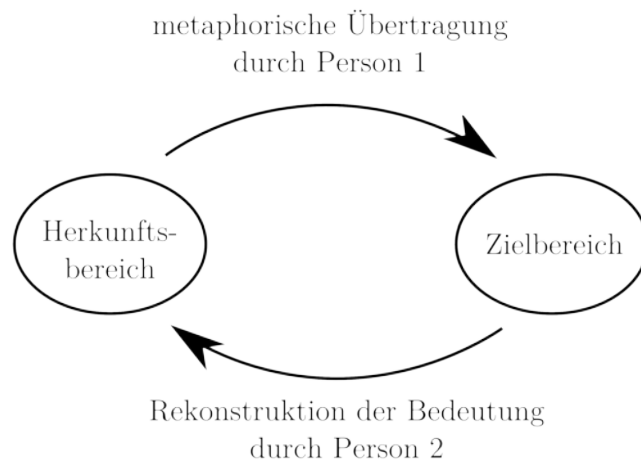 metaphorische Übertragung
durch Person 1
Herkunfts-
bereich
Zielbereich
Rekonstruktion der Bedeutung
durch Person 2